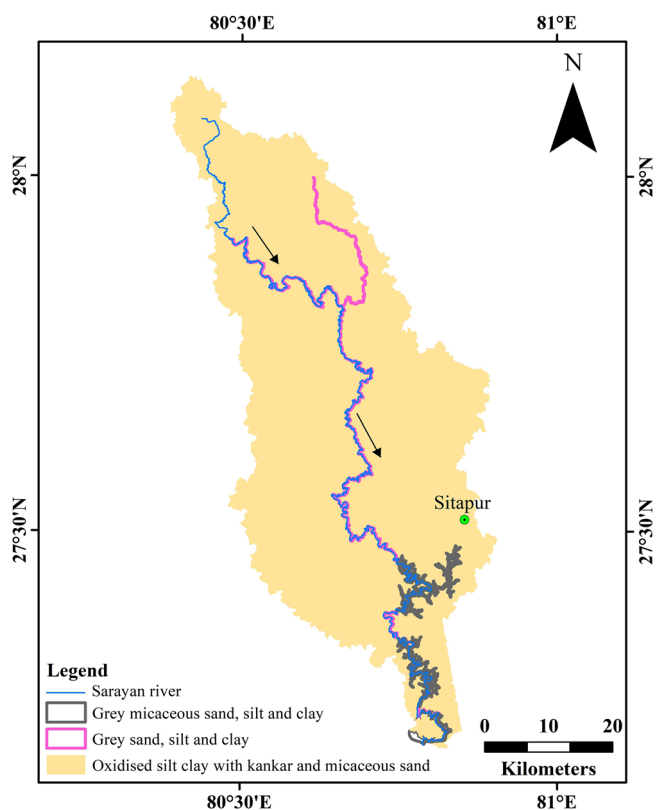 80°30'E 81°E
N
28°N 28°N
Sitapur
27°30'N 27°30'N
Legend
Sarayan river
Grey micaceous sand, silt and clay
Grey sand, silt and clay
Oxidised silt clay with kankar and micaceous sand
0 10 20
Kilometers
80°30'E 81°E